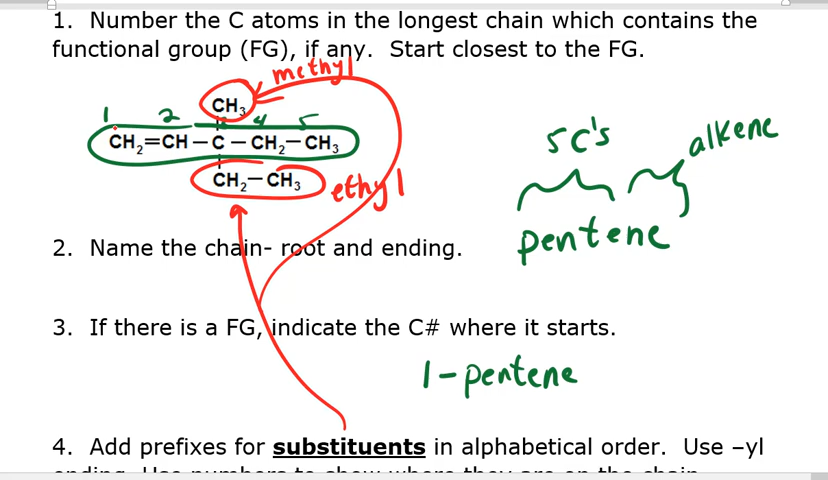 1. Number the C atoms in the longest chain which contains the
functional group (FG), if any. Start closest to the FG.
methyl
CH3
1 2 4 5
CH2=CH–C–CH2–CH3
CH2–CH3
ethyl
5C's
alkene
pentene
2. Name the chain- root and ending.
3. If there is a FG, indicate the C# where it starts.
1-pentene
4. Add prefixes for substituents in alphabetical order. Use –yl